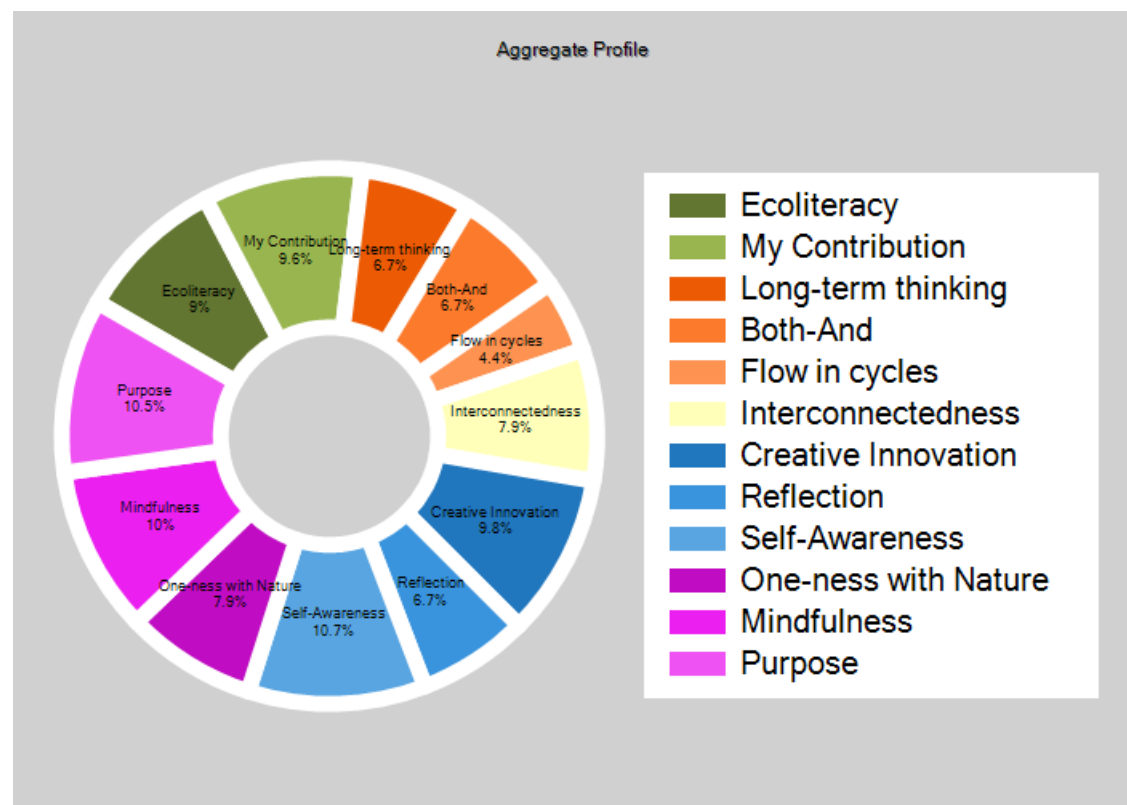 Aggregate Profile
My Contribution
9.6%
Long-term thinking
6.7%
Both-And
6.7%
Flow in cycles
4.4%
Interconnectedness
7.9%
Creative Innovation
9.8%
Reflection
6.7%
Self-Awareness
10.7%
One-ness with Nature
7.9%
Mindfulness
10%
Purpose
10.5%
Ecoliteracy
9%
Ecoliteracy
My Contribution
Long-term thinking
Both-And
Flow in cycles
Interconnectedness
Creative Innovation
Reflection
Self-Awareness
One-ness with Nature
Mindfulness
Purpose